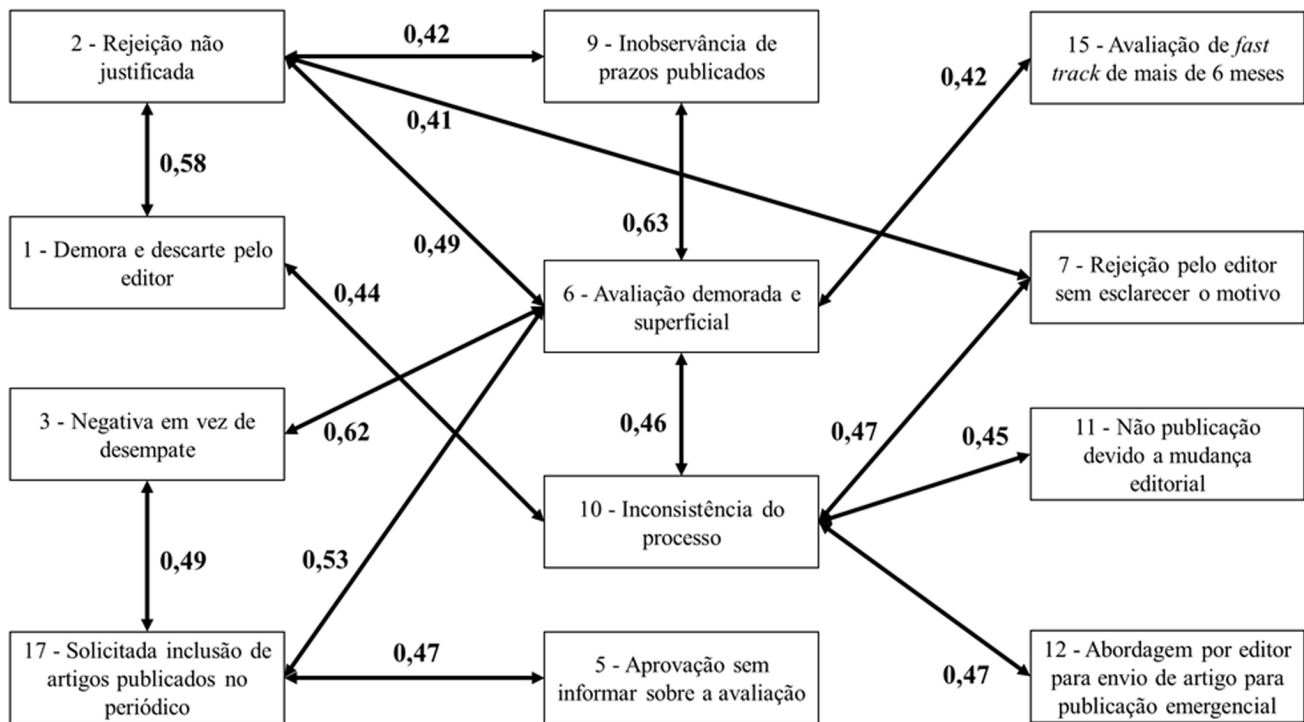 2 - Rejeição não
justificada
0,42
9 - Inobservância de
prazos publicados
15 - Avaliação de fast
track de mais de 6 meses
0,42
0,41
0,58
0,63
1 - Demora e descarte pelo
editor
0,49
0,44
6 - Avaliação demorada e
superficial
7 - Rejeição pelo editor
sem esclarecer o motivo
3 - Negativa em vez de
desempate
0,62
0,46
0,47
0,45
11 - Não publicação
devido a mudança
editorial
10 - Inconsistência do
processo
0,49
0,53
17 - Solicitada inclusão de
artigos publicados no
periódico
0,47
5 - Aprovação sem
informar sobre a avaliação
0,47
12 - Abordagem por editor
para envio de artigo para
publicação emergencial